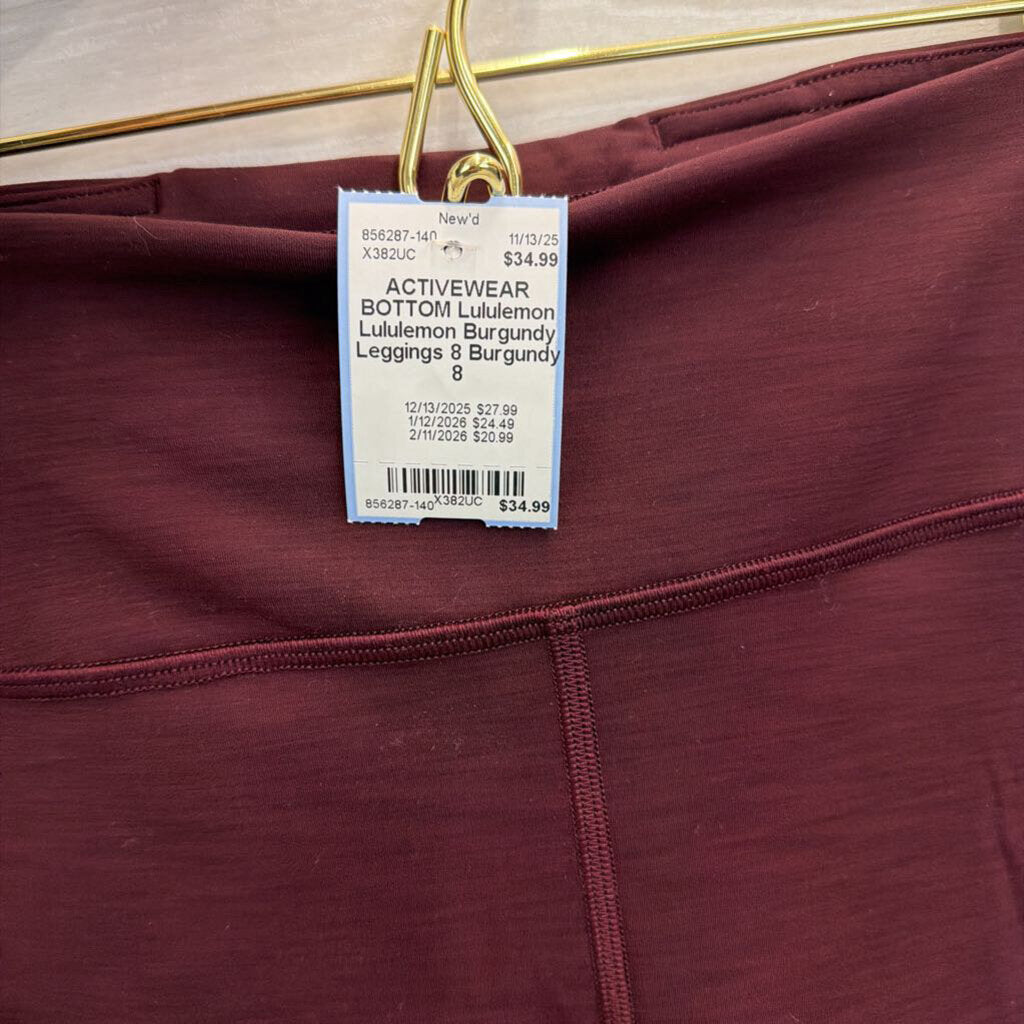 New'd
856287-140 11/13/25
X382UC $34.99
ACTIVEWEAR
BOTTOM Lululemon
Lululemon Burgundy
Leggings 8 Burgundy
8
12/13/2025 $27.99
1/12/2026 $24.49
2/11/2026 $20.99
856287-140 X382UC $34.99